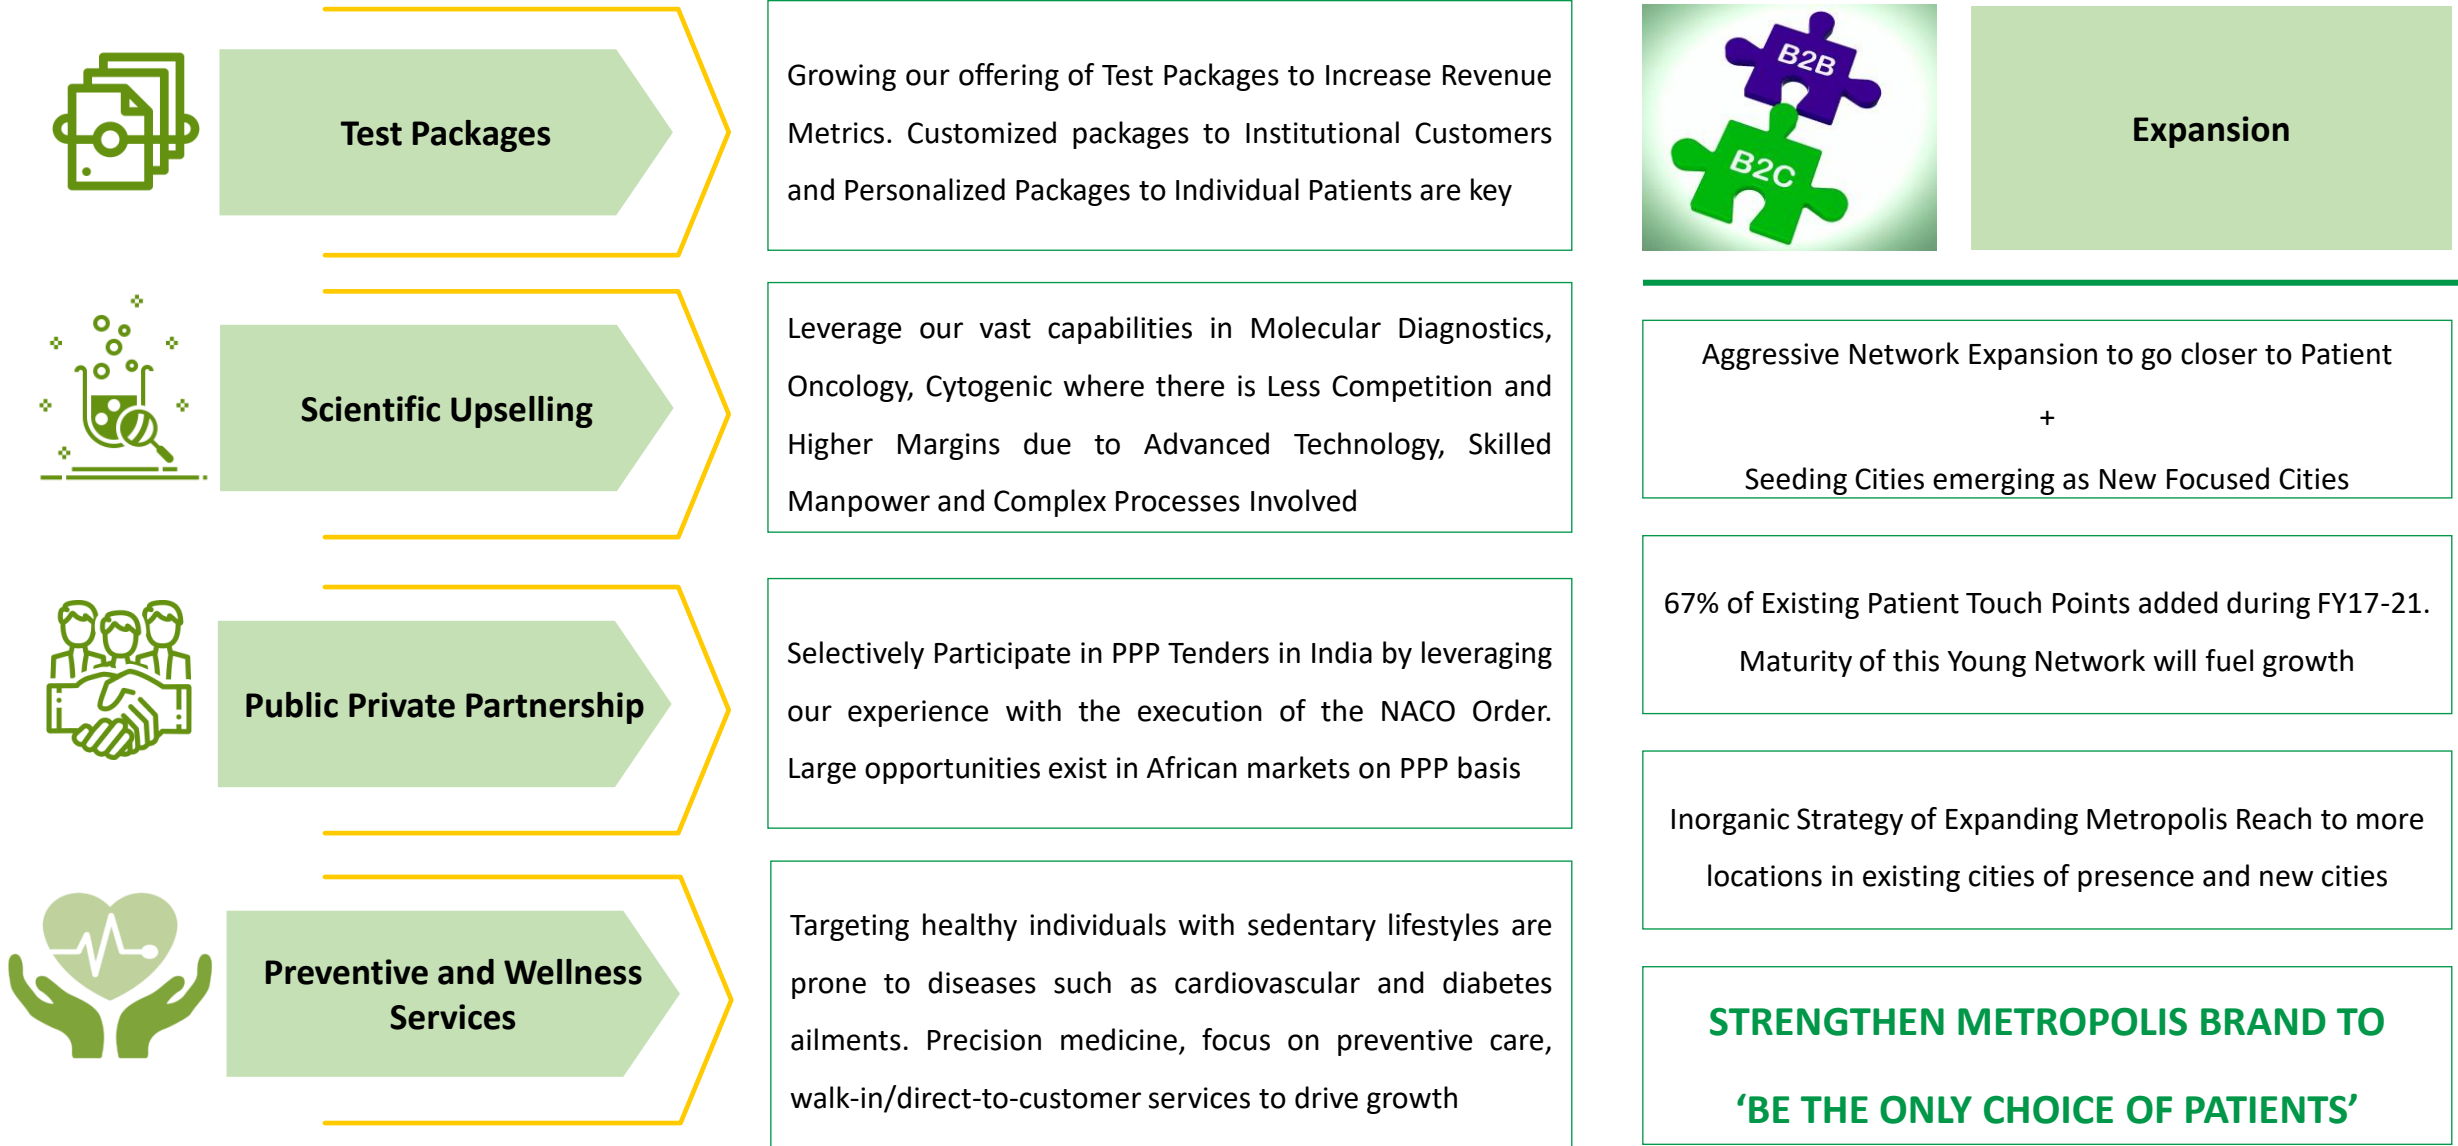 Test Packages
Growing our offering of Test Packages to Increase Revenue
Metrics. Customized packages to Institutional Customers
and Personalized Packages to Individual Patients are key
Scientific Upselling
Leverage our vast capabilities in Molecular Diagnostics,
Oncology, Cytogenic where there is Less Competition and
Higher Margins due to Advanced Technology, Skilled
Manpower and Complex Processes Involved
Public Private Partnership
Selectively Participate in PPP Tenders in India by leveraging
our experience with the execution of the NACO Order.
Large opportunities exist in African markets on PPP basis
Preventive and Wellness
Services
Targeting healthy individuals with sedentary lifestyles are
prone to diseases such as cardiovascular and diabetes
ailments. Precision medicine, focus on preventive care,
walk-in/direct-to-customer services to drive growth
B2B
B2C
Expansion
Aggressive Network Expansion to go closer to Patient
+
Seeding Cities emerging as New Focused Cities
67% of Existing Patient Touch Points added during FY17-21.
Maturity of this Young Network will fuel growth
Inorganic Strategy of Expanding Metropolis Reach to more
locations in existing cities of presence and new cities
STRENGTHEN METROPOLIS BRAND TO
‘BE THE ONLY CHOICE OF PATIENTS’